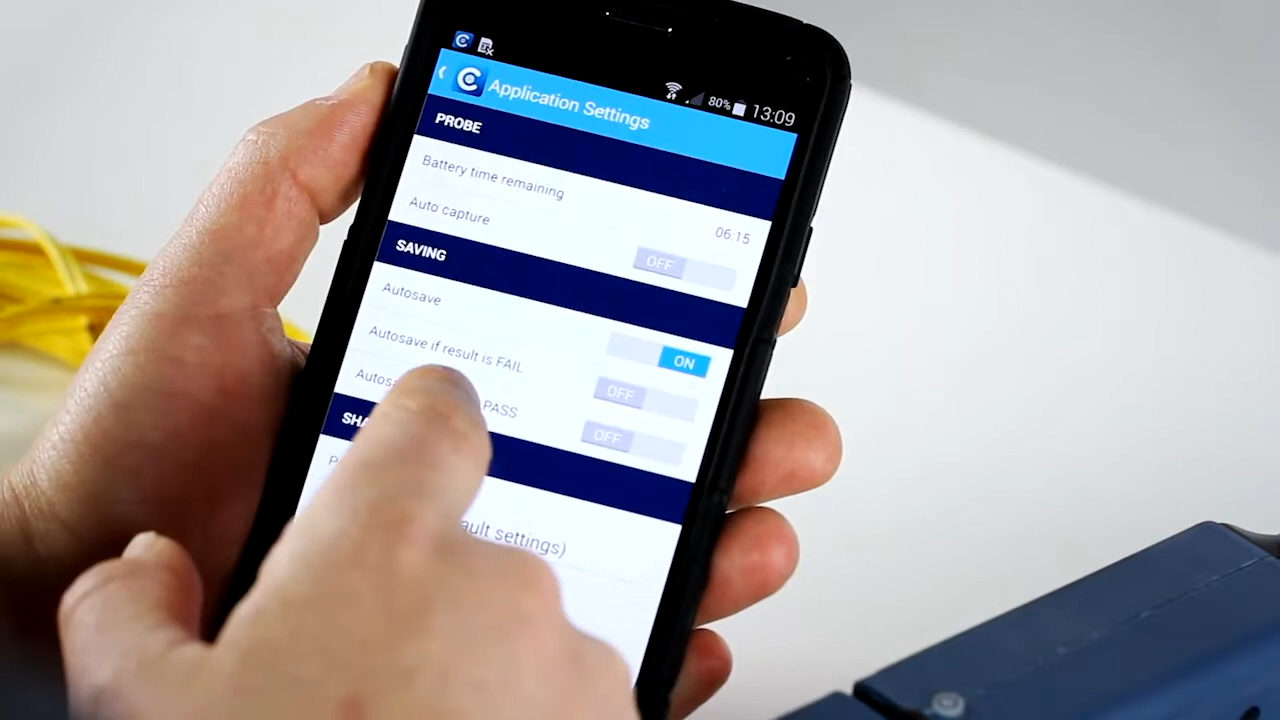 80% 13:09
Application Settings
PROBE
Battery time remaining
06:15
Auto capture
OFF
SAVING
Autosave
ON
Autosave if result is FAIL
OFF
PASS
OFF
settings)